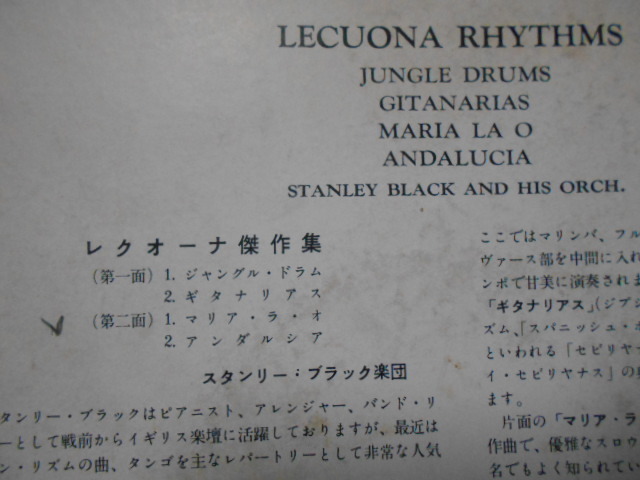 LECUONA RHYTHMS
JUNGLE DRUMS
GITANARIAS
MARIA LA O
ANDALUCIA
STANLEY BLACK AND HIS ORCH.
レクオーナ傑作集
(第一面) 1. ジャングル・ドラム
2. ギタナリアス
(第二面) 1. マリア・ラ・オ
2. アンダルシア
スタンリー・ブラック楽団
タンリー・ブラックはピアニスト、アレンジャー、バンド・リ
ーとして戦前からイギリス楽壇に活躍しておりますが、最近は
ン・リズムの曲、タンゴを主なレパートリーとして非常な人気
ここではマリンバ、フル
ヴァース部を中間に入れ
ンポで甘美に演奏されま
「ギタナリアス」(ジプシ
ズム、「スパニッシュ・
といわれる「セビリヤ
イ・セビリヤナス」の
ます。
片面の「マリア・ラ
作曲で、優雅なスロウ
名でもよく知られてい